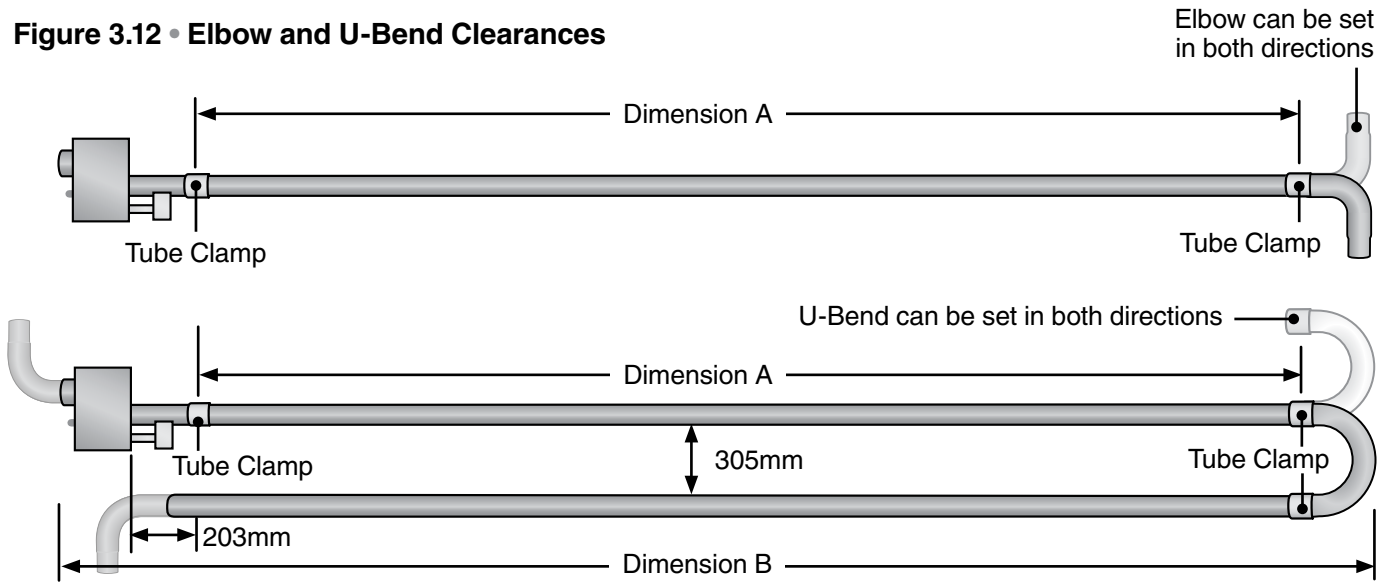 Figure 3.12 • Elbow and U-Bend Clearances
Elbow can be set
in both directions
Dimension A
Tube Clamp
Tube Clamp
U-Bend can be set in both directions
Dimension A
Tube Clamp
305mm
Tube Clamp
203mm
Dimension B